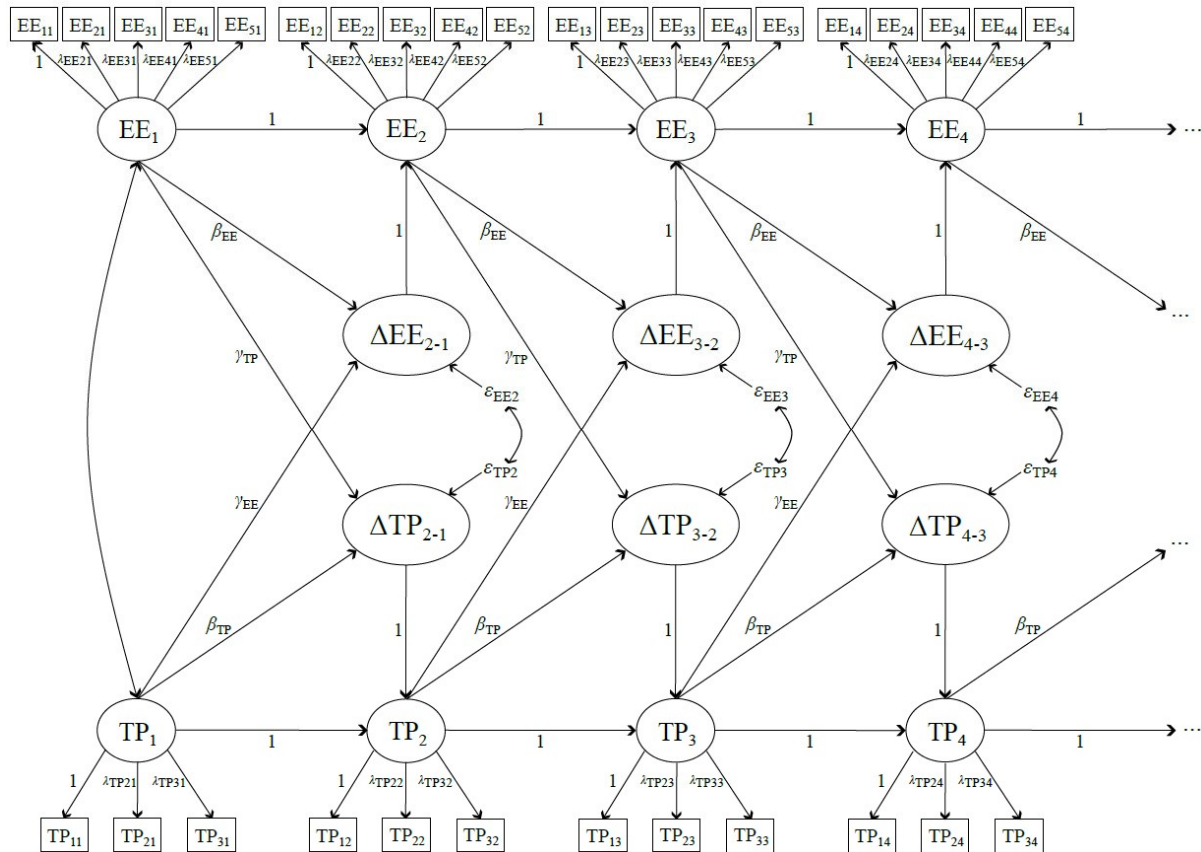 EE₁₁ EE₂₁ EE₃₁ EE₄₁ EE₅₁ EE₁₂ EE₂₂ EE₃₂ EE₄₂ EE₅₂ EE₁₃ EE₂₃ EE₃₃ EE₄₃ EE₅₃ EE₁₄ EE₂₄ EE₃₄ EE₄₄ EE₅₄
1 λEE21 λEE31 λEE41 λEE51 1 λEE22 λEE32 λEE42 λEE52 1 λEE23 λEE33 λEE43 λEE53 1 λEE24 λEE34 λEE44 λEE54
EE₁ 1 EE₂ 1 EE₃ 1 EE₄ 1 ...
βEE 1 βEE 1 βEE 1 βEE
ΔEE₂₋₁ ΔEE₃₋₂ ΔEE₄₋₃ ...
γTP γTP γTP
εEE2 εEE3 εEE4
εTP2 εTP3 εTP4
γEE γEE γEE
ΔTP₂₋₁ ΔTP₃₋₂ ΔTP₄₋₃ ...
βTP 1 βTP 1 βTP 1 βTP
TP₁ 1 TP₂ 1 TP₃ 1 TP₄ 1 ...
1 λTP21 λTP31 1 λTP22 λTP32 1 λTP23 λTP33 1 λTP24 λTP34
TP₁₁ TP₂₁ TP₃₁ TP₁₂ TP₂₂ TP₃₂ TP₁₃ TP₂₃ TP₃₃ TP₁₄ TP₂₄ TP₃₄